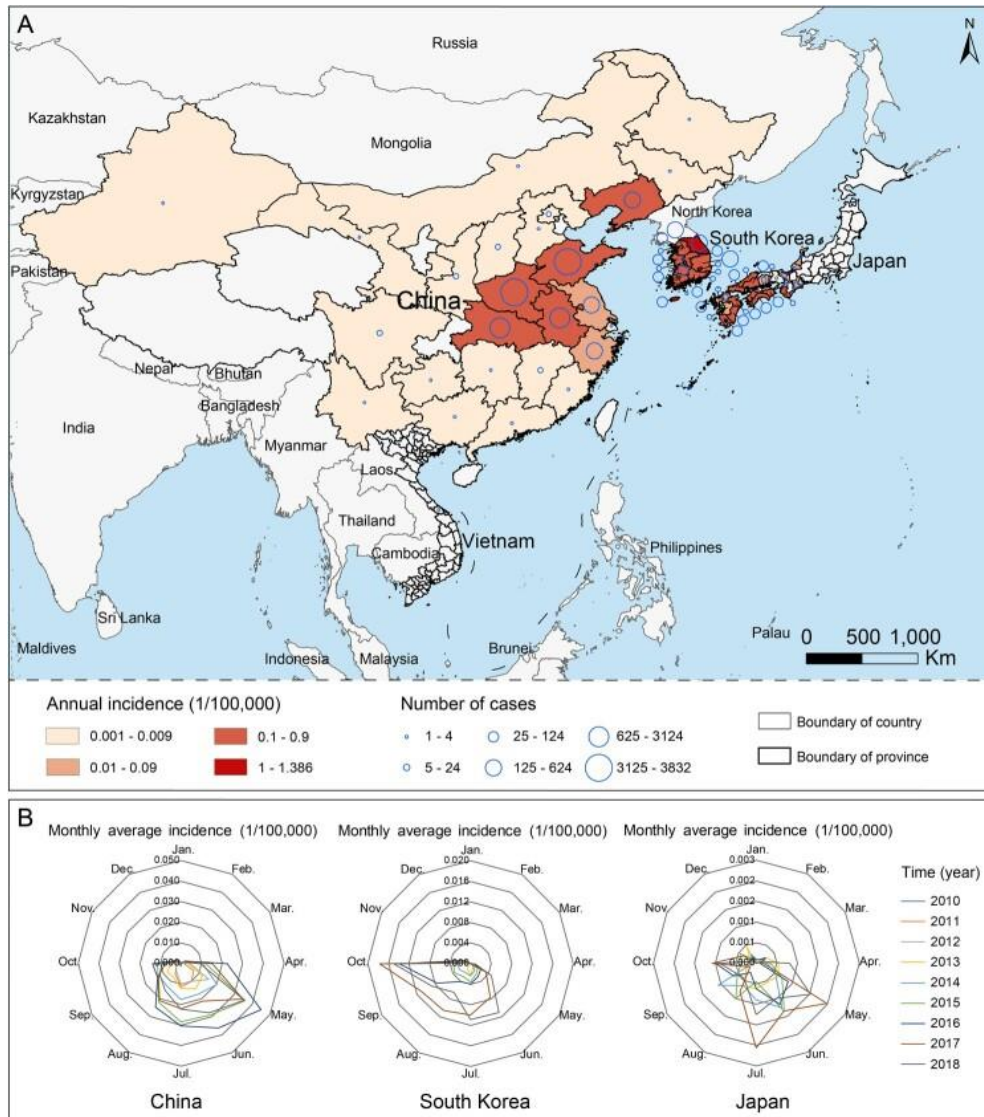 A
N
Russia
Kazakhstan
Mongolia
Kyrgyzstan
North Korea
South Korea
Japan
Pakistan
China
Nepal
Bhutan
Bangladesh
India
Myanmar
Laos
Thailand
Vietnam
Cambodia
Philippines
Sri Lanka
Maldives
Indonesia
Malaysia
Brunei
Palau
0 500 1,000
Km
Annual incidence (1/100,000)
0.001 - 0.009
0.1 - 0.9
0.01 - 0.09
1 - 1.386
Number of cases
1 - 4
25 - 124
625 - 3124
5 - 24
125 - 624
3125 - 3832
Boundary of country
Boundary of province
B
Monthly average incidence (1/100,000)
Jan.
Feb.
Mar.
Apr.
May.
Jun.
Jul.
Aug.
Sep.
Oct.
Nov.
Dec.
0.050
0.040
0.030
0.020
0.010
0.000
China
Monthly average incidence (1/100,000)
Jan.
Feb.
Mar.
Apr.
May.
Jun.
Jul.
Aug.
Sep.
Oct.
Nov.
Dec.
0.020
0.016
0.012
0.008
0.004
0.000
South Korea
Monthly average incidence (1/100,000)
Jan.
Feb.
Mar.
Apr.
May.
Jun.
Jul.
Aug.
Sep.
Oct.
Nov.
Dec.
0.003
0.002
0.002
0.001
0.001
0.000
Japan
Time (year)
2010
2011
2012
2013
2014
2015
2016
2017
2018